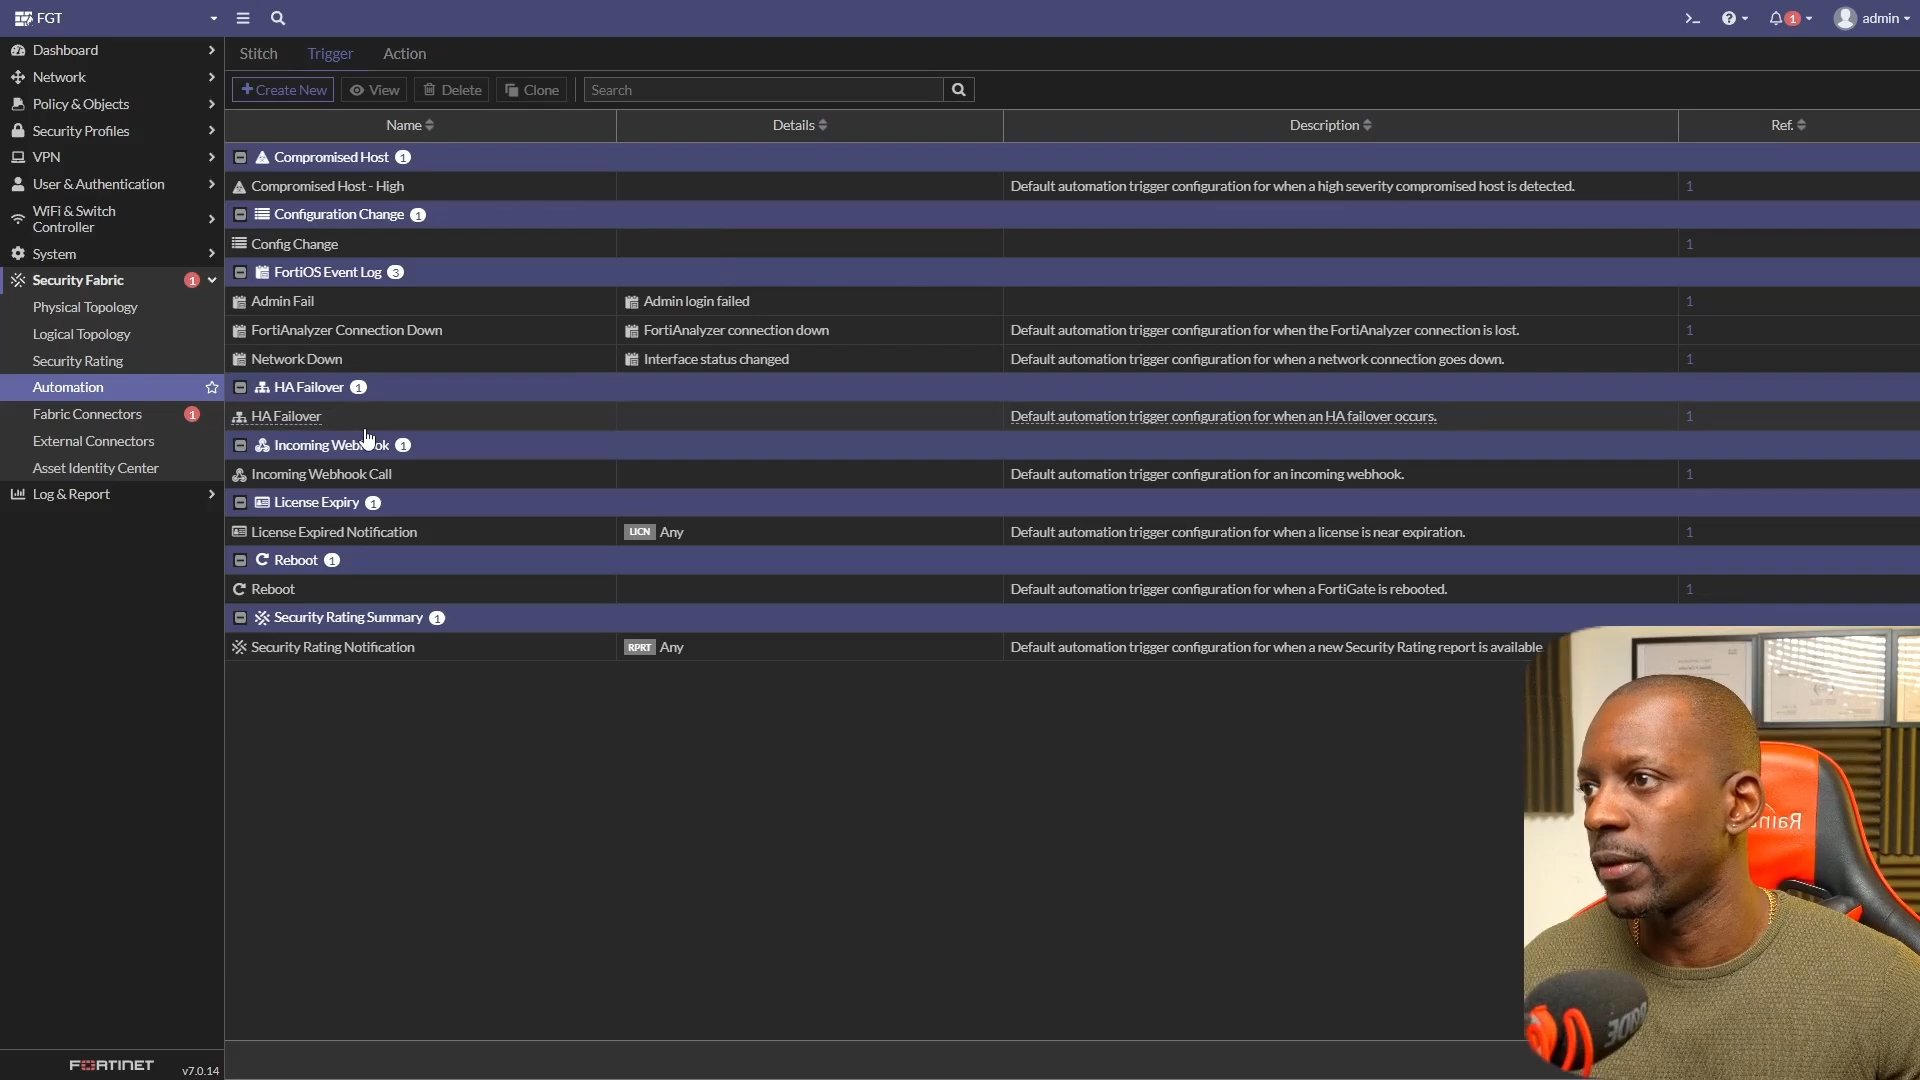 FGT
1
admin
Dashboard
Network
Policy & Objects
Security Profiles
VPN
User & Authentication
WiFi & Switch
Controller
System
Security Fabric 1
Physical Topology
Logical Topology
Security Rating
Automation
Fabric Connectors 1
External Connectors
Asset Identity Center
Log & Report
FORTINET v7.0.14
Stitch Trigger Action
+Create New View Delete Clone Search
Name Details Description Ref.
Compromised Host 1
Compromised Host - High Default automation trigger configuration for when a high severity compromised host is detected. 1
Configuration Change 1
Config Change 1
FortiOS Event Log 3
Admin Fail Admin login failed 1
FortiAnalyzer Connection Down FortiAnalyzer connection down Default automation trigger configuration for when the FortiAnalyzer connection is lost. 1
Network Down Interface status changed Default automation trigger configuration for when a network connection goes down. 1
HA Failover 1
HA Failover Default automation trigger configuration for when an HA failover occurs. 1
Incoming Webhook 1
Incoming Webhook Call Default automation trigger configuration for an incoming webhook. 1
License Expiry 1
License Expired Notification LICN Any Default automation trigger configuration for when a license is near expiration. 1
Reboot 1
Reboot Default automation trigger configuration for when a FortiGate is rebooted. 1
Security Rating Summary 1
Security Rating Notification RPRT Any Default automation trigger configuration for when a new Security Rating report is available